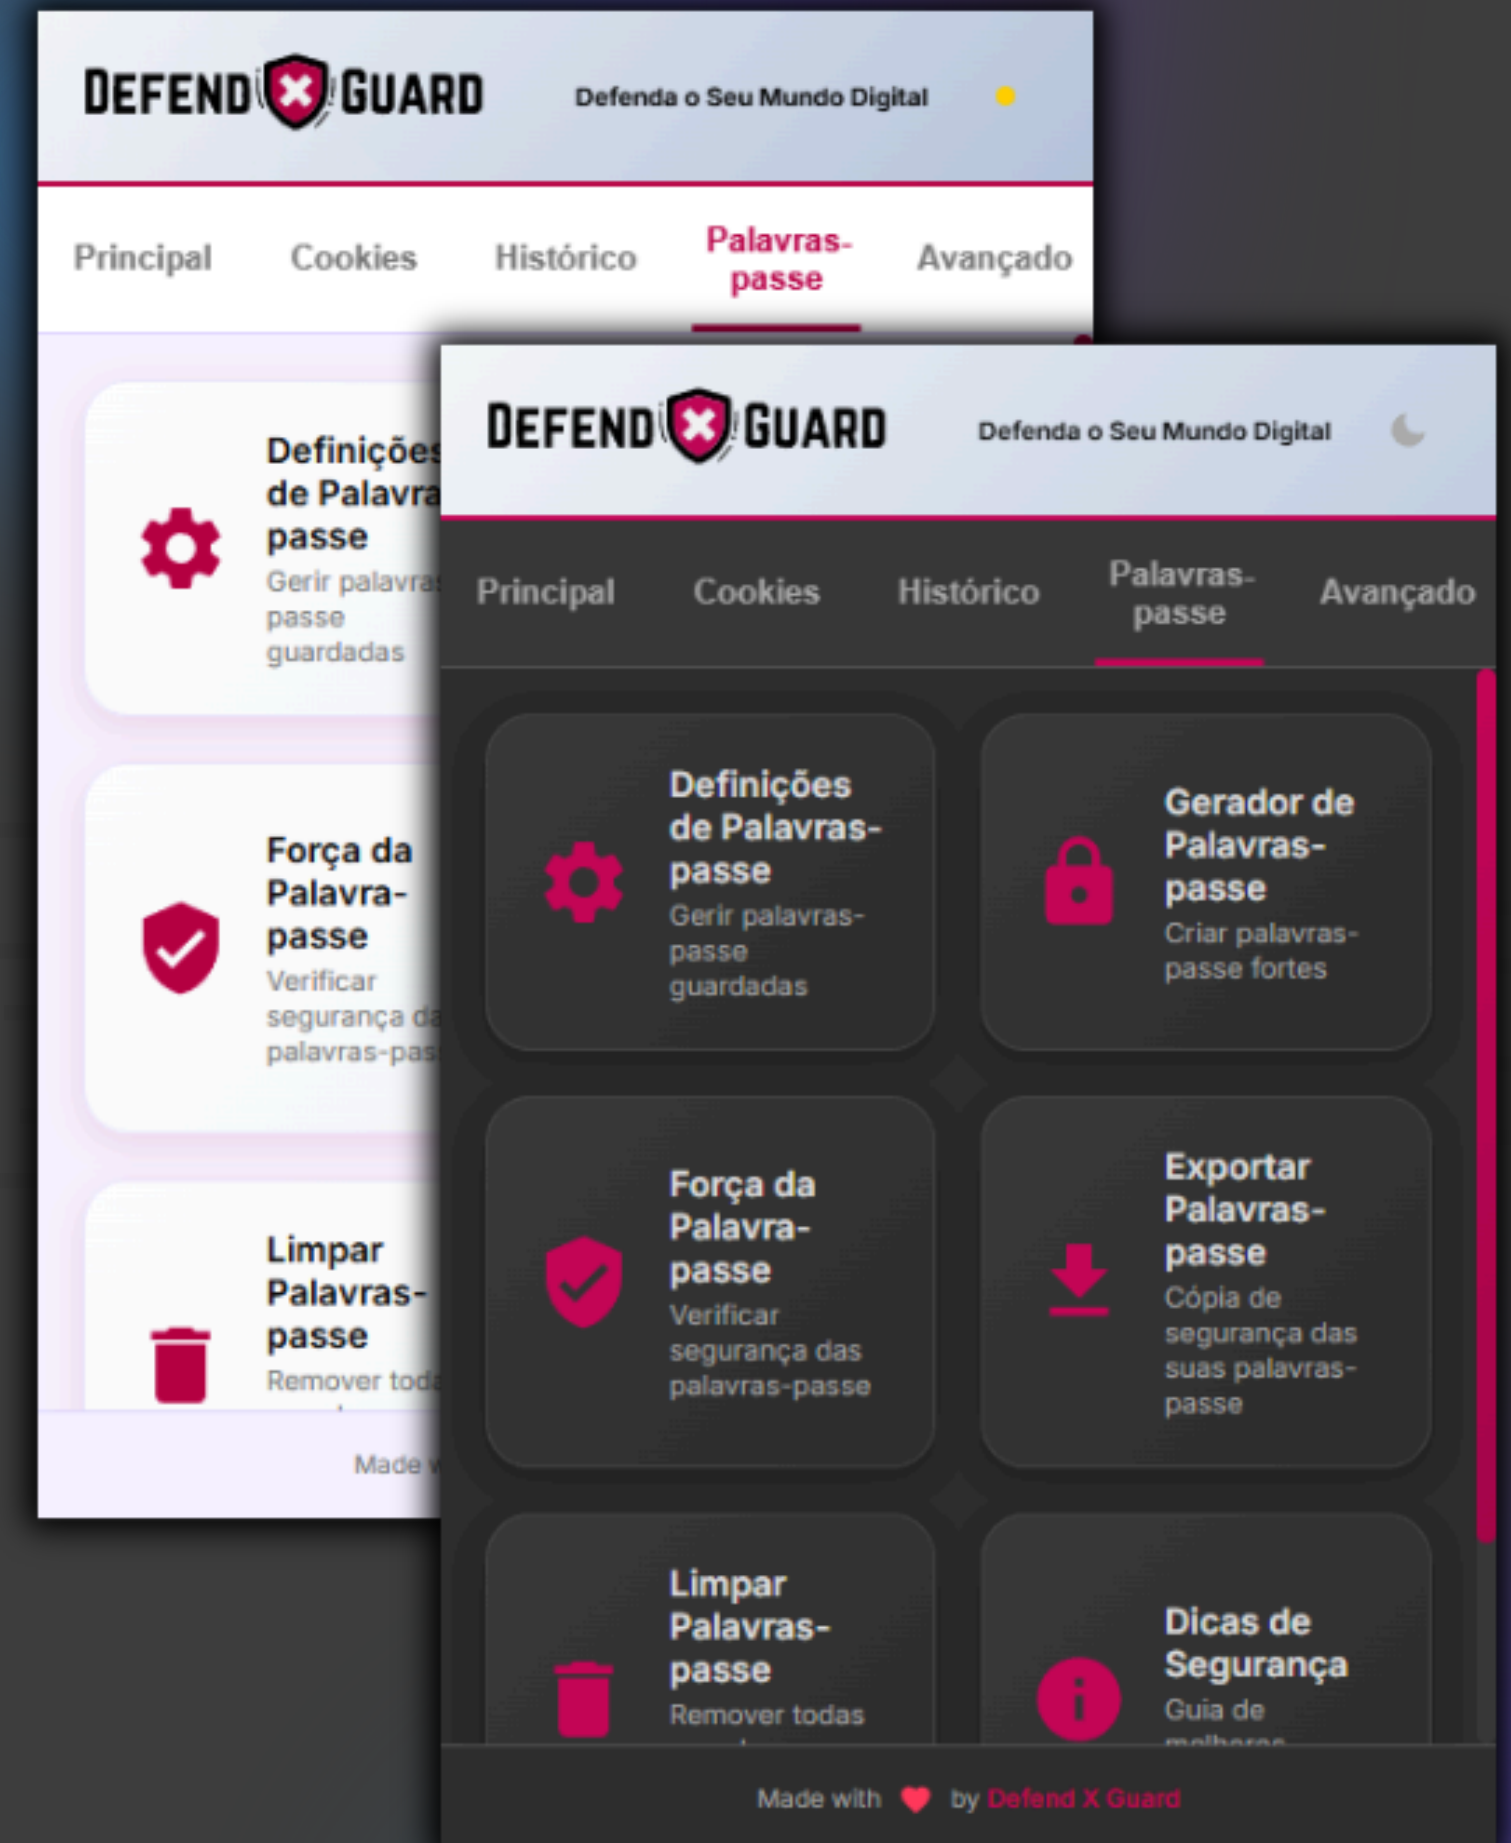 DEFEND GUARD
Defenda o Seu Mundo Digital
Principal
Cookies
Histórico
Palavras-
passe
Avançado
Definições
de Palavra
passe
Gerir palavras
passe
guardadas
Força da
Palavra-
passe
Verificar
segurança da
palavras-pas
Limpar
Palavras-
passe
Remover toda
Made
DEFEND GUARD
Defenda o Seu Mundo Digital
Principal
Cookies
Histórico
Palavras-
passe
Avançado
Definições
de Palavras-
passe
Gerir palavras-
passe
guardadas
Gerador de
Palavras-
passe
Criar palavras-
passe fortes
Força da
Palavra-
passe
Verificar
segurança das
palavras-passe
Exportar
Palavras-
passe
Cópia de
segurança das
suas palavras-
passe
Limpar
Palavras-
passe
Remover todas
Dicas de
Segurança
Guia de
melhores
Made with ❤ by Defend X Guard